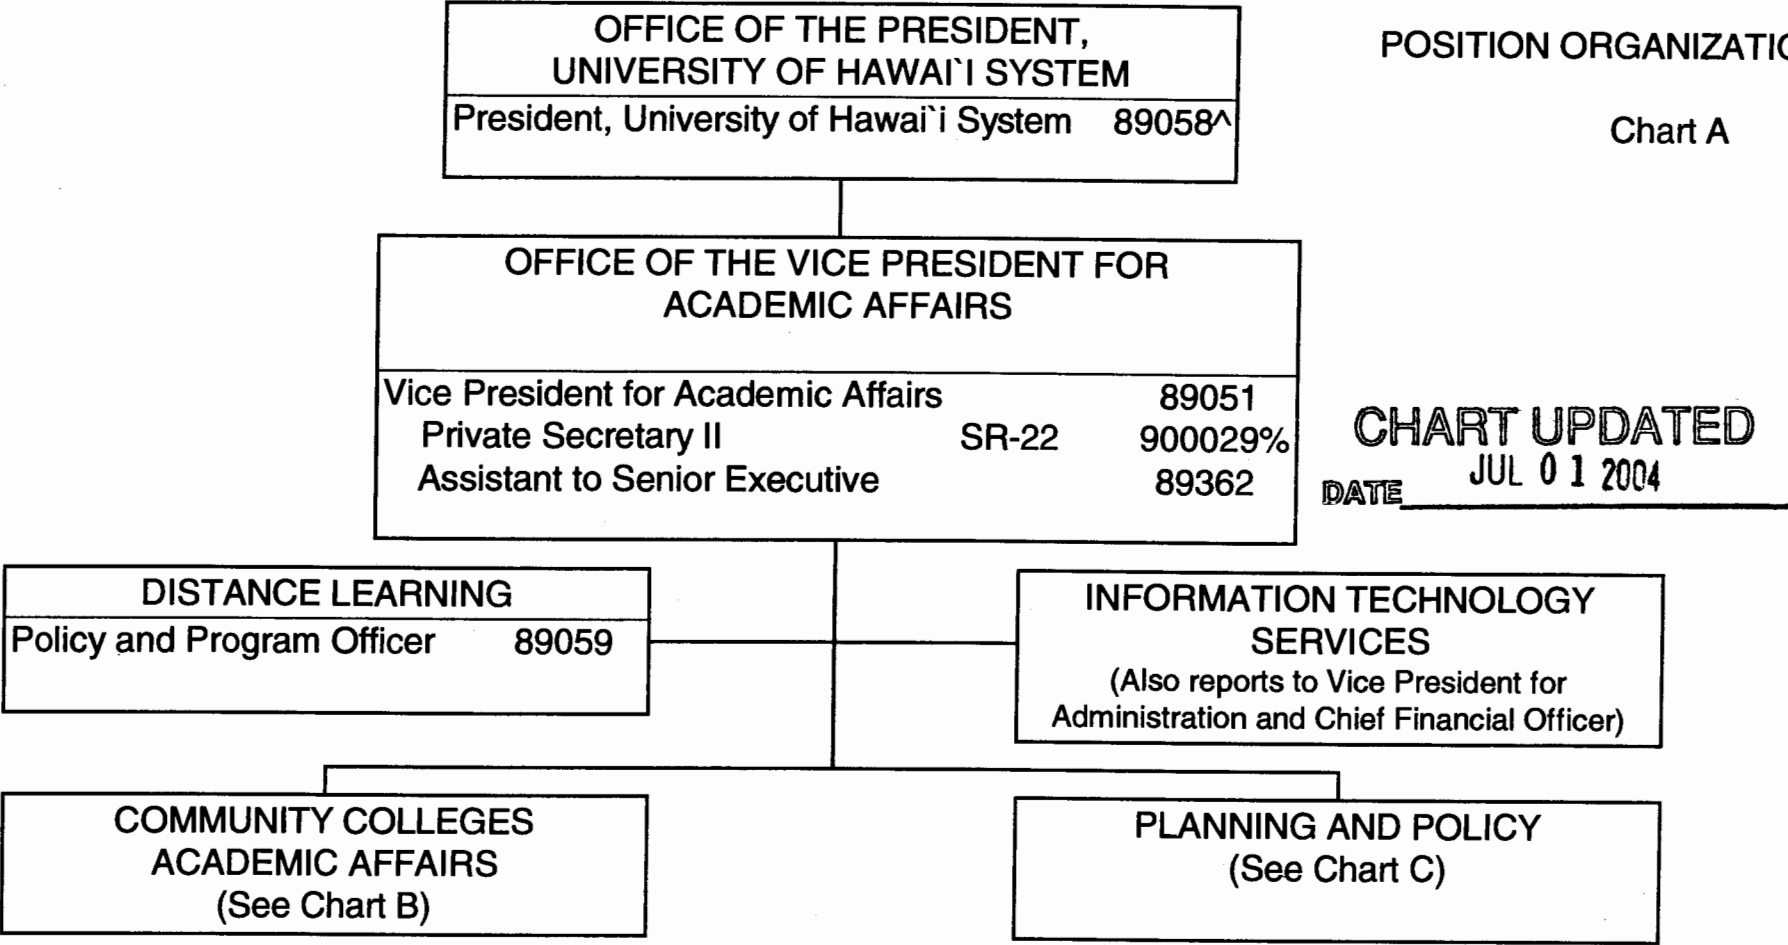 OFFICE OF THE PRESIDENT,
UNIVERSITY OF HAWAI`I SYSTEM
President, University of Hawai`i System 89058^
POSITION ORGANIZATIO
Chart A
OFFICE OF THE VICE PRESIDENT FOR
ACADEMIC AFFAIRS
Vice President for Academic Affairs 89051
Private Secretary II SR-22 900029%
Assistant to Senior Executive 89362
CHART UPDATED
DATE JUL 01 2004
DISTANCE LEARNING
Policy and Program Officer 89059
INFORMATION TECHNOLOGY
SERVICES
(Also reports to Vice President for
Administration and Chief Financial Officer)
COMMUNITY COLLEGES
ACADEMIC AFFAIRS
(See Chart B)
PLANNING AND POLICY
(See Chart C)